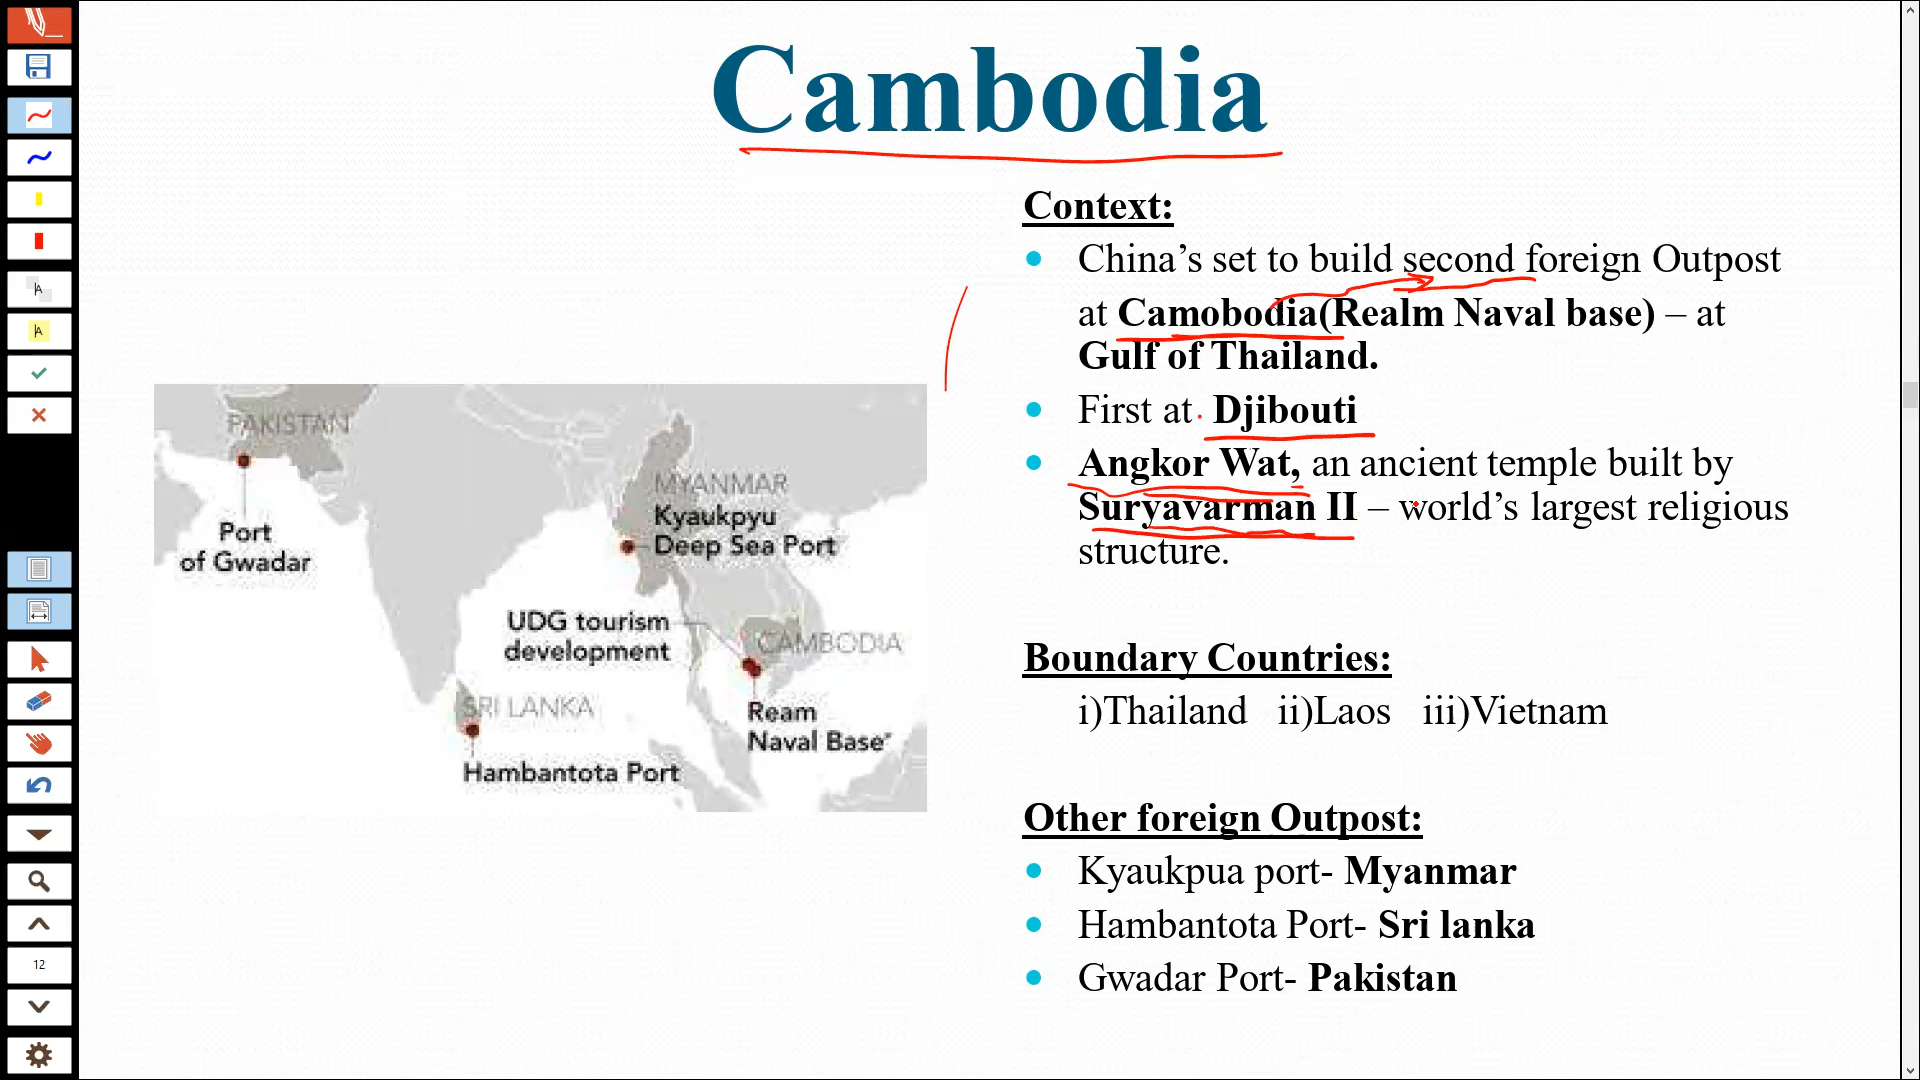 Cambodia
Context:
China’s set to build second foreign Outpost
at Camobodia(Realm Naval base) – at
Gulf of Thailand.
First at Djibouti
Angkor Wat, an ancient temple built by
Suryavarman II – world’s largest religious
structure.
Boundary Countries:
i)Thailand ii)Laos iii)Vietnam
Other foreign Outpost:
Kyaukpua port- Myanmar
Hambantota Port- Sri lanka
Gwadar Port- Pakistan
PAKISTAN
Port
of Gwadar
MYANMAR
Kyaukpyu
Deep Sea Port
UDG tourism
development
CAMBODIA
SRI LANKA
Ream
Naval Base*
Hambantota Port
A
A
12